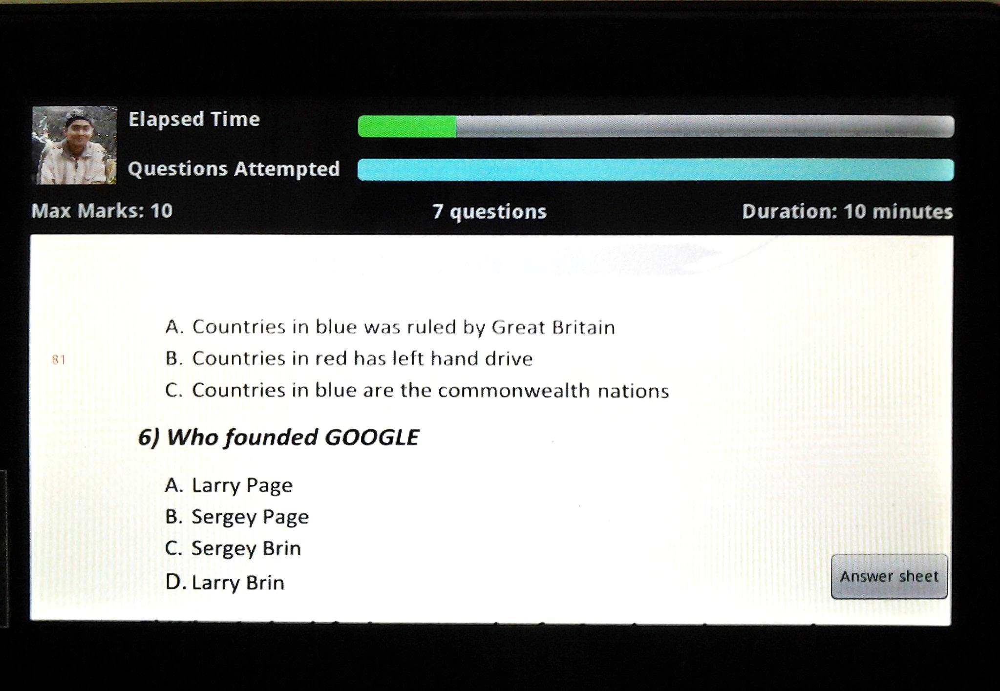 Elapsed Time
Questions Attempted
Max Marks: 10 7 questions Duration: 10 minutes
A. Countries in blue was ruled by Great Britain
81
B. Countries in red has left hand drive
C. Countries in blue are the commonwealth nations
6) Who founded GOOGLE
A. Larry Page
B. Sergey Page
C. Sergey Brin
D. Larry Brin
Answer sheet